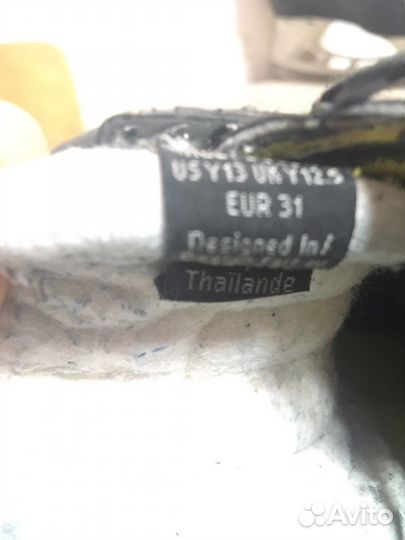 US Y13 UK Y12.5
EUR 31
Designed in/
Thaïlande
Avito